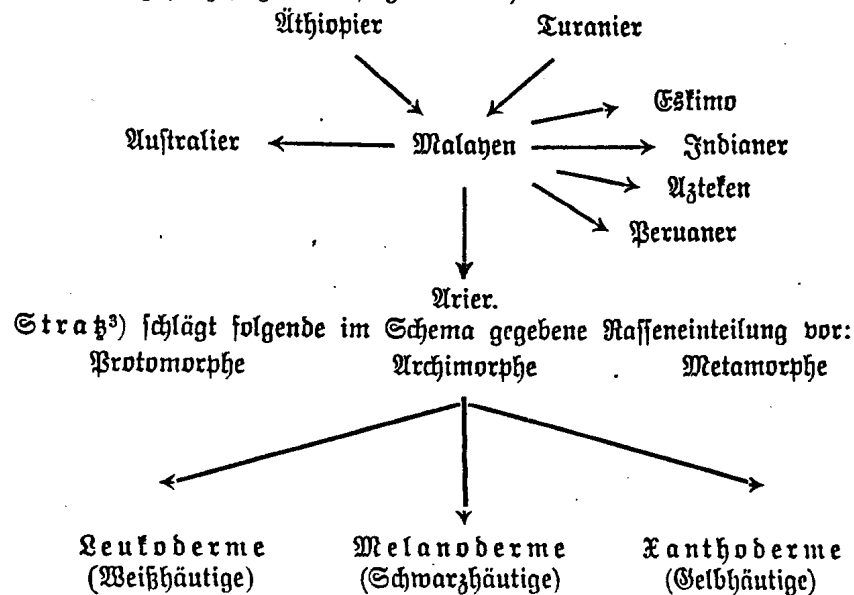 Äthiopier Turanier
Eskimo
Australier Malayen Indianer
Azteken
Peruaner
Arier.
Stratz³) schlägt folgende im Schema gegebene Rasseneinteilung vor:
Protomorphe Archimorphe Metamorphe
Leukoderme Melanoderme Xanthoderme
(Weißhäutige) (Schwarzhäutige) (Gelbhäutige)